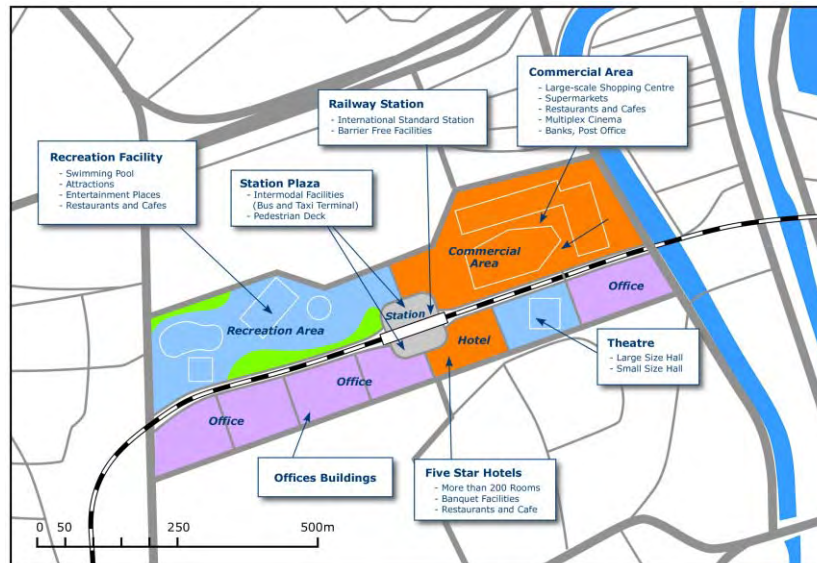 Commercial Area
- Large-scale Shopping Centre
- Supermarkets
- Restaurants and Cafes
- Multiplex Cinema
- Banks, Post Office
Railway Station
- International Standard Station
- Barrier Free Facilities
Recreation Facility
- Swimming Pool
- Attractions
- Entertainment Places
- Restaurants and Cafes
Station Plaza
- Intermodal Facilities
(Bus and Taxi Terminal)
- Pedestrian Deck
Commercial
Area
Office
Station
Recreation Area
Hotel
Theatre
- Large Size Hall
- Small Size Hall
Office
Office
Offices Buildings
Five Star Hotels
- More than 200 Rooms
- Banquet Facilities
- Restaurants and Cafe
0 50 250 500m